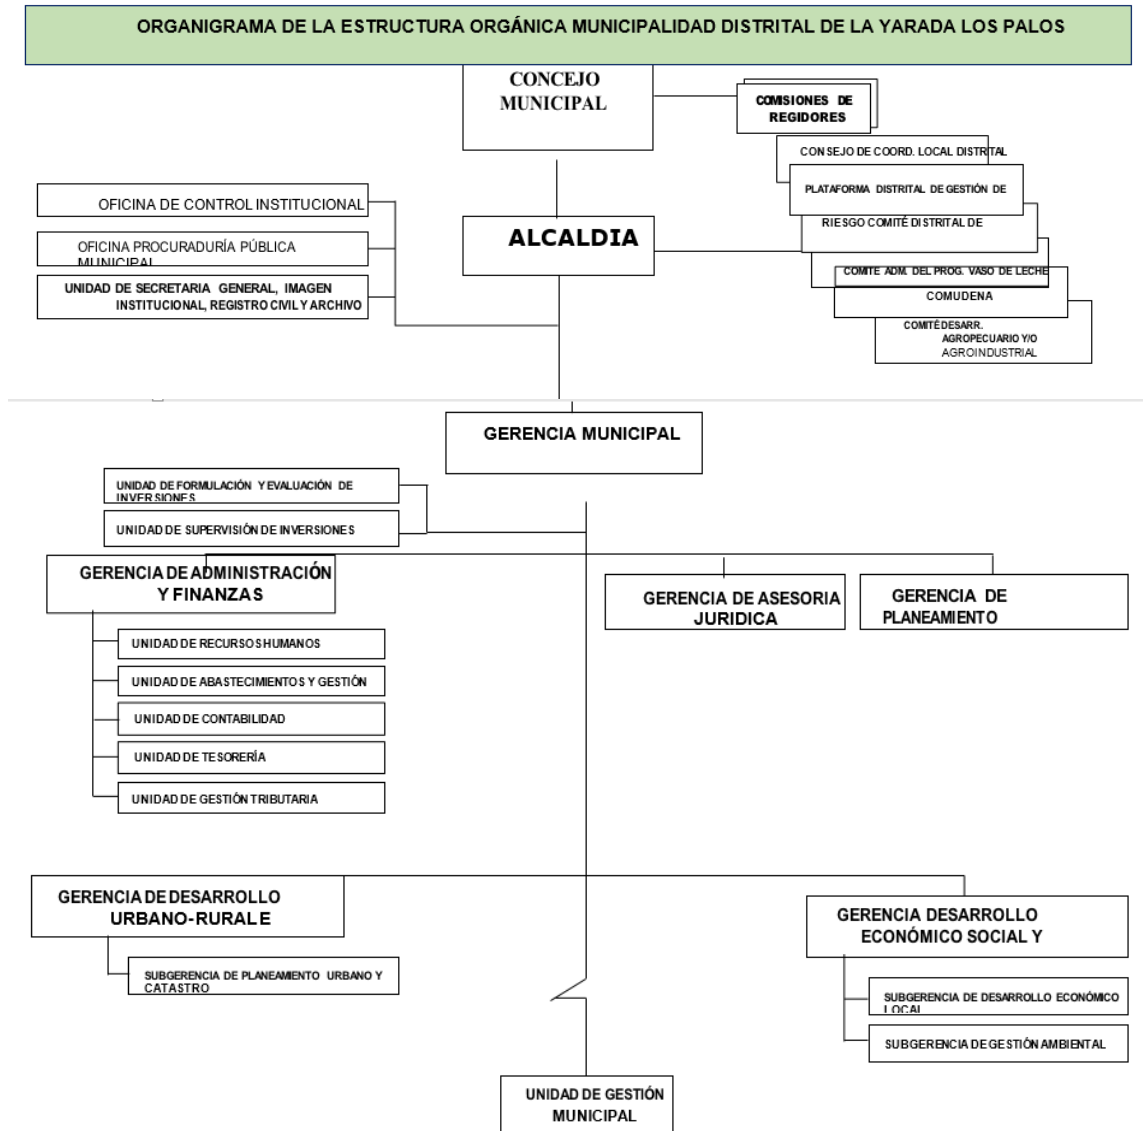 ORGANIGRAMA DE LA ESTRUCTURA ORGÁNICA MUNICIPALIDAD DISTRITAL DE LA YARADA LOS PALOS
CONCEJO
MUNICIPAL
COMISIONES DE
REGIDORES
CONSEJO DE COORD. LOCAL DISTRITAL
PLATAFORMA DISTRITAL DE GESTIÓN DE
RIESGO COMITÉ DISTRITAL DE
COMITE ADM. DEL PROG. VASO DE LECHE
COMUDENA
COMITÉ DESARR.
AGROPECUARIO Y/O
AGROINDUSTRIAL
OFICINA DE CONTROL INSTITUCIONAL
OFICINA PROCURADURÍA PÚBLICA
MUNICIPAL
UNIDAD DE SECRETARIA GENERAL, IMAGEN
INSTITUCIONAL, REGISTRO CIVIL Y ARCHIVO
ALCALDIA
GERENCIA MUNICIPAL
UNIDAD DE FORMULACIÓN Y EVALUACIÓN DE
INVERSIONES
UNIDAD DE SUPERVISIÓN DE INVERSIONES
GERENCIA DE ADMINISTRACIÓN
Y FINANZAS
GERENCIA DE ASESORIA
JURIDICA
GERENCIA DE
PLANEAMIENTO
UNIDAD DE RECURSOS HUMANOS
UNIDAD DE ABASTECIMIENTOS Y GESTIÓN
UNIDAD DE CONTABILIDAD
UNIDAD DE TESORERÍA
UNIDAD DE GESTIÓN TRIBUTARIA
GERENCIA DE DESARROLLO
URBANO-RURAL E
SUBGERENCIA DE PLANEAMIENTO URBANO Y
CATASTRO
GERENCIA DESARROLLO
ECONÓMICO SOCIAL Y
SUBGERENCIA DE DESARROLLO ECONÓMICO
LOCAL
SUBGERENCIA DE GESTIÓN AMBIENTAL
UNIDAD DE GESTIÓN
MUNICIPAL